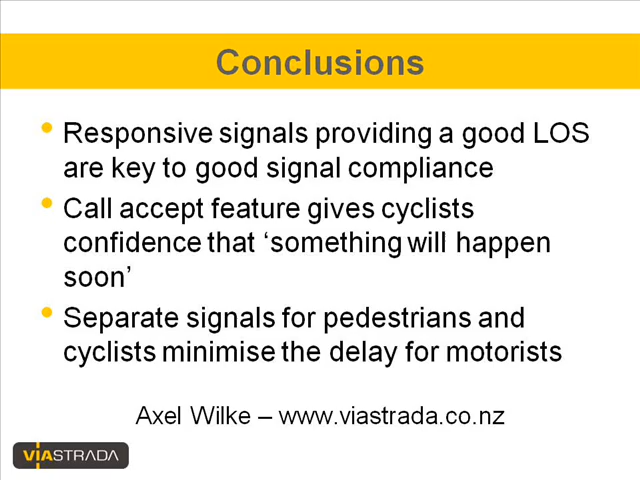 Conclusions
• Responsive signals providing a good LOS
are key to good signal compliance
• Call accept feature gives cyclists
confidence that ‘something will happen
soon’
• Separate signals for pedestrians and
cyclists minimise the delay for motorists
Axel Wilke – www.viastrada.co.nz
VIASTRADA